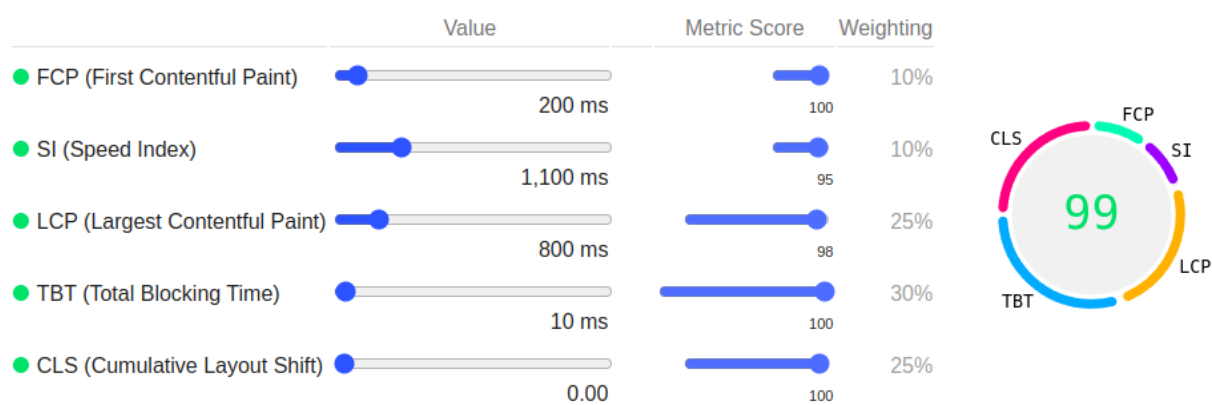 Value Metric Score Weighting
FCP (First Contentful Paint) 10%
200 ms 100
SI (Speed Index) 10%
1,100 ms 95
LCP (Largest Contentful Paint) 25%
800 ms 98
TBT (Total Blocking Time) 30%
10 ms 100
CLS (Cumulative Layout Shift) 25%
0.00 100
FCP
CLS
SI
99
LCP
TBT